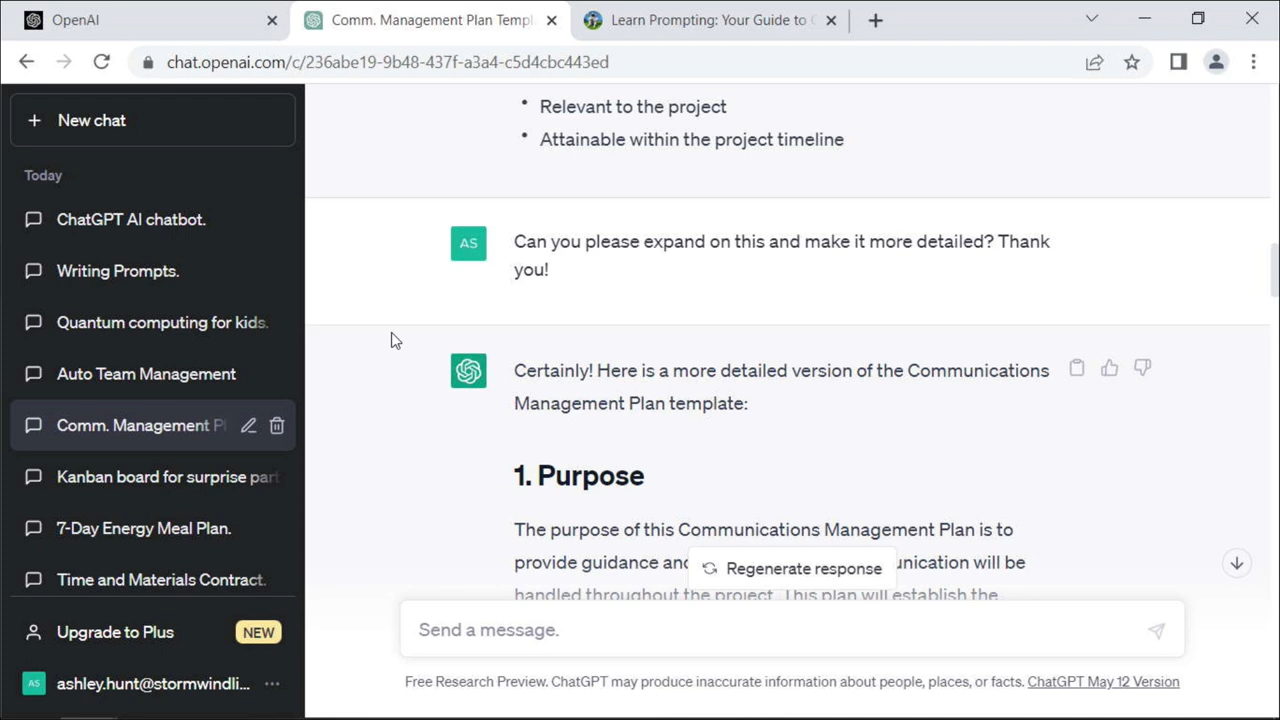 OpenAI
Comm. Management Plan Templ
Learn Prompting: Your Guide to
chat.openai.com/c/236abe19-9b48-437f-a3a4-c5d4cbc443ed
New chat
Today
ChatGPT AI chatbot.
Writing Prompts.
Quantum computing for kids.
Auto Team Management
Comm. Management Pl
Kanban board for surprise part
7-Day Energy Meal Plan.
Time and Materials Contract.
Upgrade to Plus
NEW
AS
ashley.hunt@stormwindli...
Relevant to the project
Attainable within the project timeline
AS
Can you please expand on this and make it more detailed? Thank
you!
Certainly! Here is a more detailed version of the Communications
Management Plan template:
1. Purpose
The purpose of this Communications Management Plan is to
provide guidance and unication will be
handled throughout the project. This plan will establish the
Regenerate response
Send a message.
Free Research Preview. ChatGPT may produce inaccurate information about people, places, or facts. ChatGPT May 12 Version